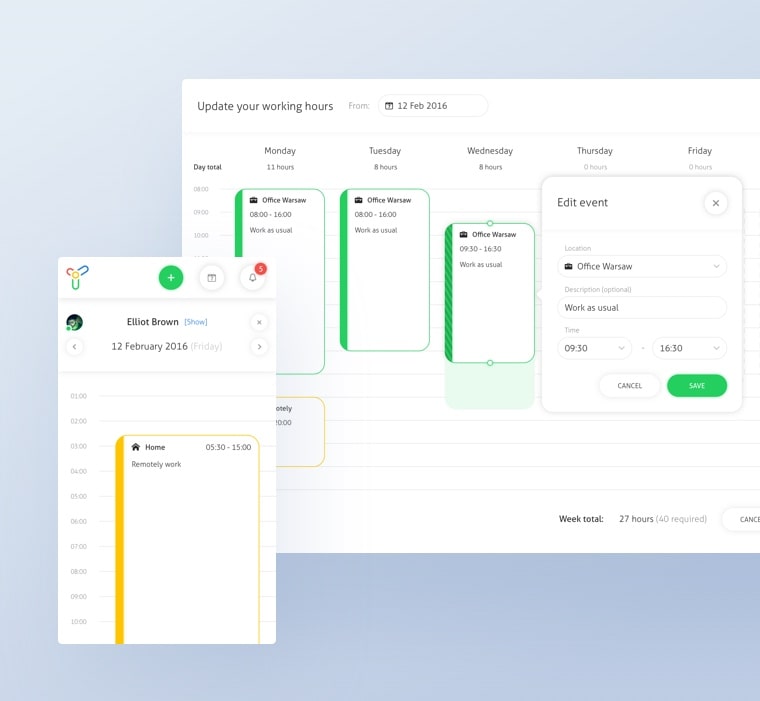 Update your working hours From: 12 Feb 2016
Monday Tuesday Wednesday Thursday Friday
Day total 11 hours 8 hours 8 hours 0 hours 0 hours
08:00
09:00
10:00
Office Warsaw
08:00 - 16:00
Work as usual
Office Warsaw
08:00 - 16:00
Work as usual
Office Warsaw
09:30 - 16:30
Work as usual
otely
20:00
Edit event
Location
Office Warsaw
Description (optional)
Work as usual
Time
09:30 - 16:30
CANCEL SAVE
Week total: 27 hours (40 required) CANCE
5
Elliot Brown [Show]
12 February 2016 (Friday)
01:00
02:00
03:00
04:00
05:00
06:00
07:00
08:00
09:00
10:00
Home 05:30 - 15:00
Remotely work